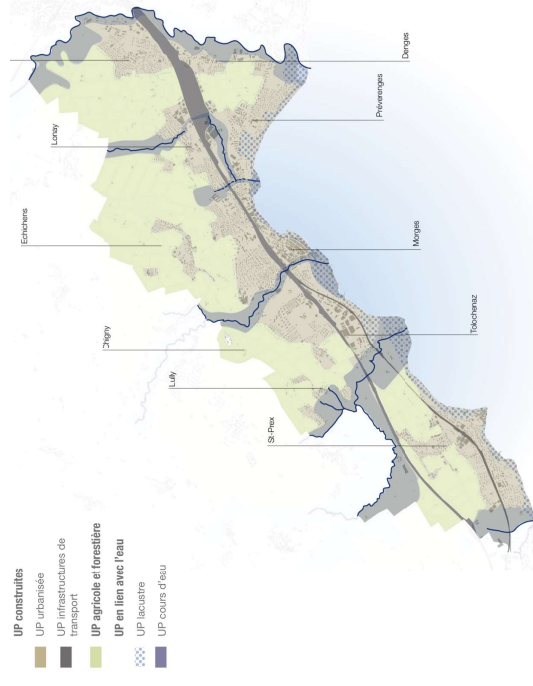 Echichens
Lonay
Chigny
Lully
St-Prex
Denges
Préverenges
Morges
Tolochenaz
UP construites
UP urbanisée
UP infrastructures de
transport
UP agricole et forestière
UP en lien avec l'eau
UP lacustre
UP cours d'eau